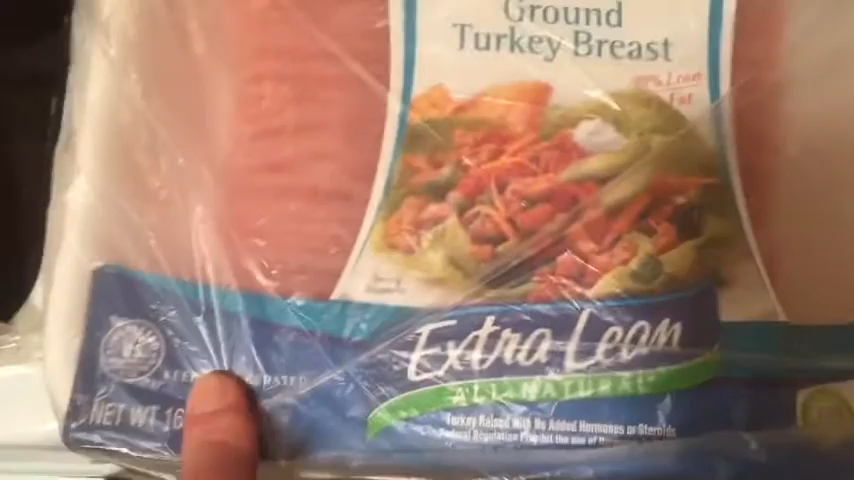 Ground
Turkey Breast
Lean
Fat
Extra Lean
ALL NATURAL
NET WT 16
Turkey Raised With No Added Hormones or Steroids
Federal Regulation Prohibit the use of